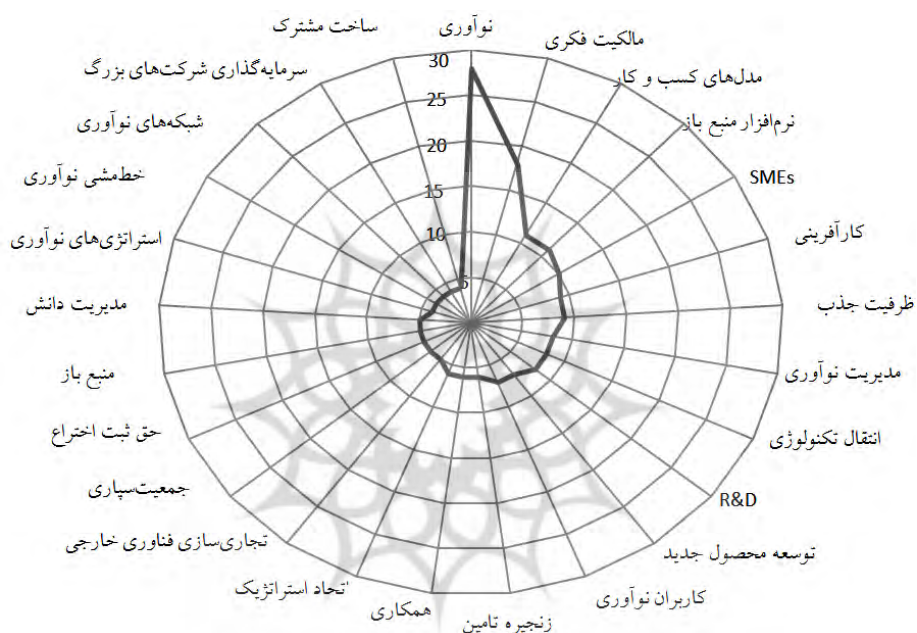 نوآوری
مالکیت فکری
مدل‌های کسب و کار
نرم‌افزار منبع باز
SMEs
کارآفرینی
ظرفیت جذب
مدیریت نوآوری
انتقال تکنولوژی
R&D
توسعه محصول جدید
کاربران نوآوری
زنجیره تامین
همکاری
اتحاد استراتژیک
تجاری‌سازی فناوری خارجی
جمعیت‌سپاری
حق ثبت اختراع
منبع باز
مدیریت دانش
استراتژی‌های نوآوری
خط‌مشی نوآوری
شبکه‌های نوآوری
سرمایه‌گذاری شرکت‌های بزرگ
ساخت مشترک
30
25
20
15
10
5